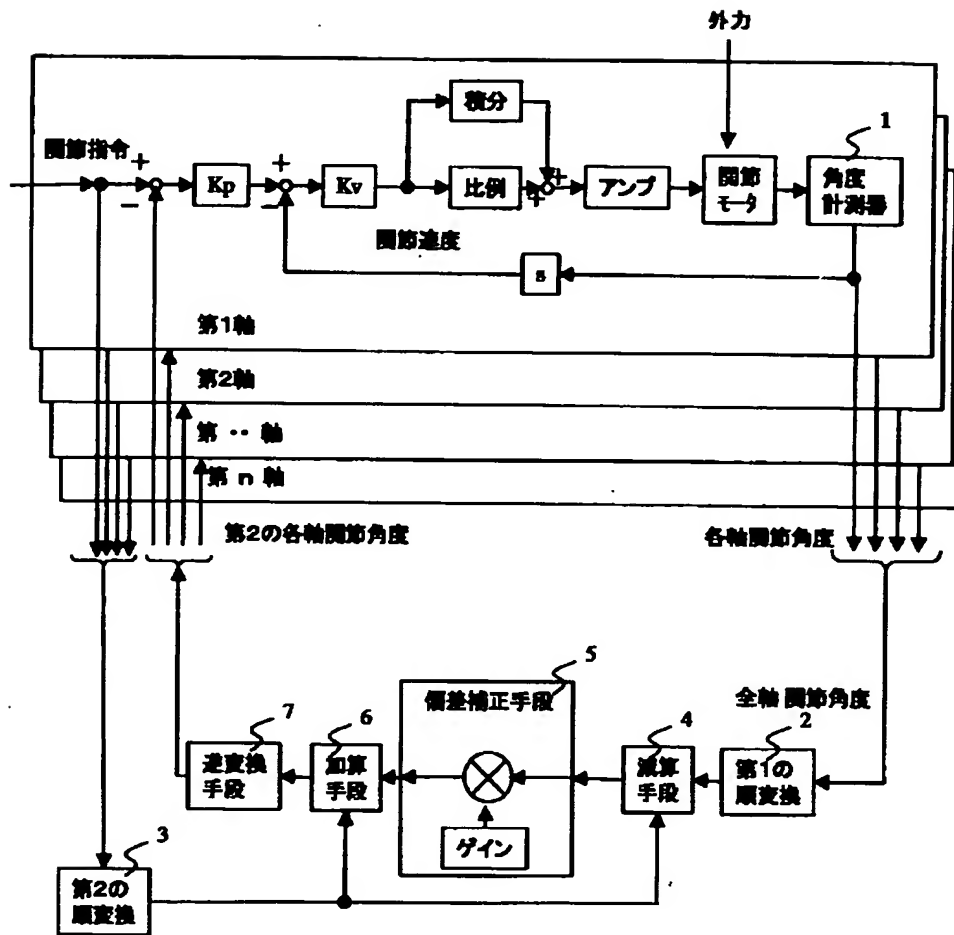 外力
積分
1
関節指令
+
+
+
Kp
Kv
比例
+
アンプ
関節
モータ
角度
計測器
−
−
関節速度
s
第1軸
第2軸
第 ‥ 軸
第 n 軸
第2の各軸関節角度
各軸関節角度
5
偏差補正手段
全軸 関節角度
7
6
4
2
逆変換
手段
加算
手段
減算
手段
第1の
順変換
ゲイン
3
第2の
順変換